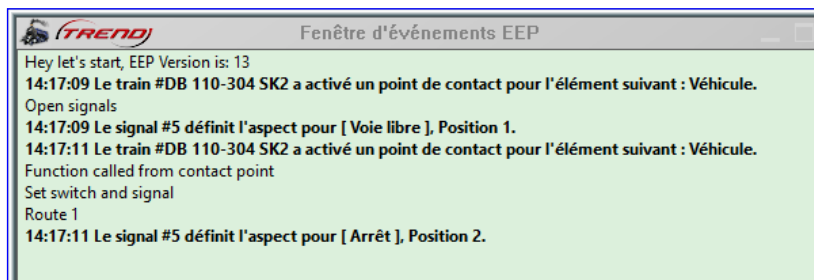 TREND Fenêtre d'événements EEP
Hey let's start, EEP Version is: 13
14:17:09 Le train #DB 110-304 SK2 a activé un point de contact pour l'élément suivant : Véhicule.
Open signals
14:17:09 Le signal #5 définit l'aspect pour [ Voie libre ], Position 1.
14:17:11 Le train #DB 110-304 SK2 a activé un point de contact pour l'élément suivant : Véhicule.
Function called from contact point
Set switch and signal
Route 1
14:17:11 Le signal #5 définit l'aspect pour [ Arrêt ], Position 2.